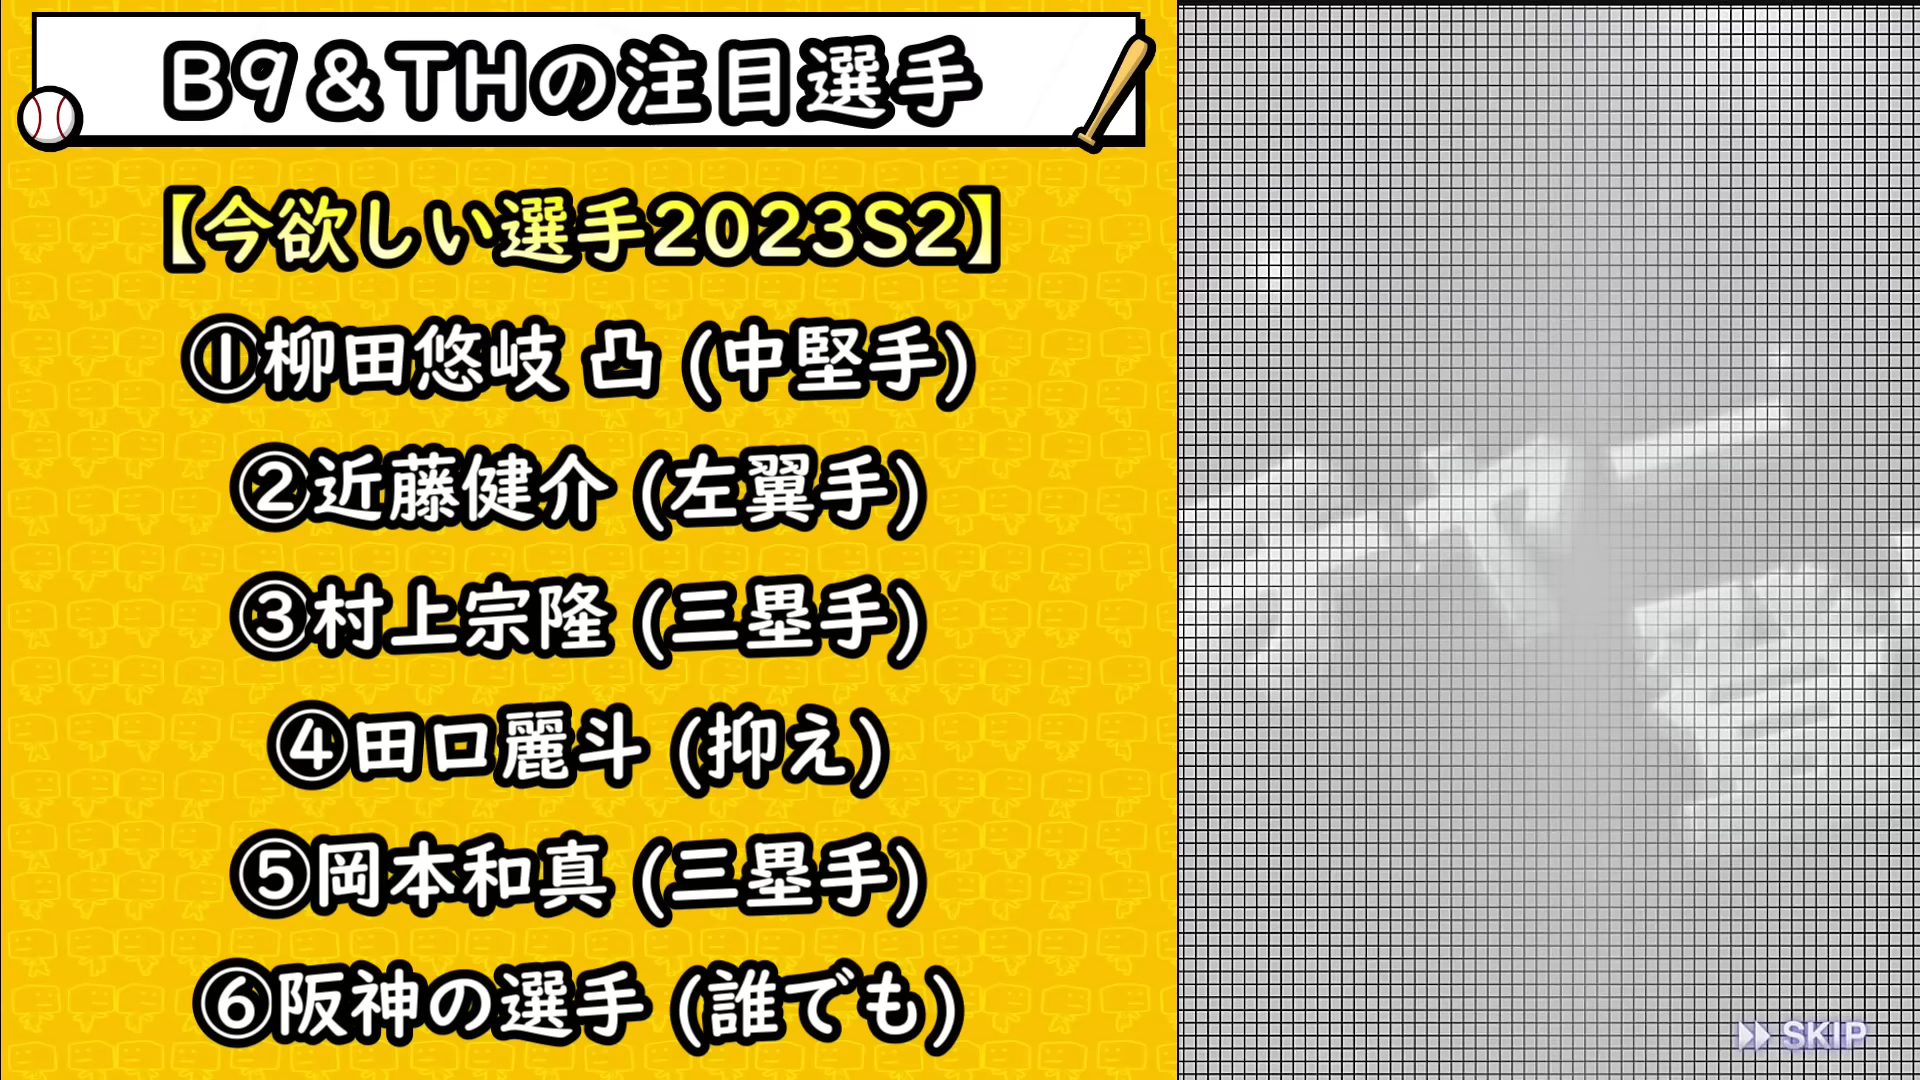 B9&THの注目選手
【今欲しい選手2023S2】
①柳田悠岐 凸 (中堅手)
②近藤健介 (左翼手)
③村上宗隆 (三塁手)
④田口麗斗 (抑え)
⑤岡本和真 (三塁手)
⑥阪神の選手 (誰でも)
SKIP